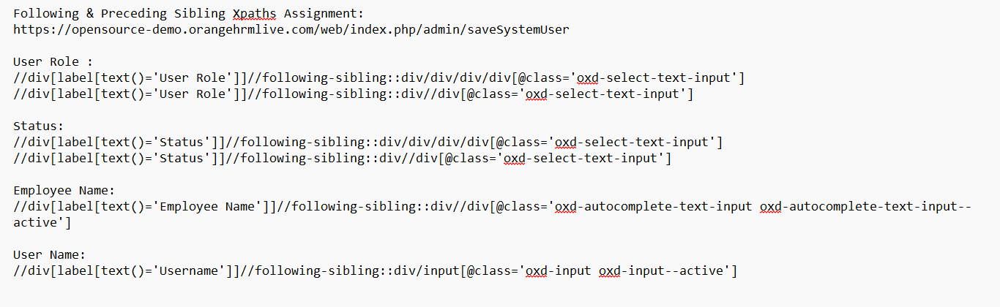 Following & Preceding Sibling Xpaths Assignment:
https://opensource-demo.orangehrmlive.com/web/index.php/admin/saveSystemUser
User Role :
//div[label[text()='User Role']]//following-sibling::div/div/div/div[@class='oxd-select-text-input']
//div[label[text()='User Role']]//following-sibling::div//div[@class='oxd-select-text-input']
Status:
//div[label[text()='Status']]//following-sibling::div/div/div/div[@class='oxd-select-text-input']
//div[label[text()='Status']]//following-sibling::div//div[@class='oxd-select-text-input']
Employee Name:
//div[label[text()='Employee Name']]//following-sibling::div//div[@class='oxd-autocomplete-text-input oxd-autocomplete-text-input--
active']
User Name:
//div[label[text()='Username']]//following-sibling::div/input[@class='oxd-input oxd-input--active']